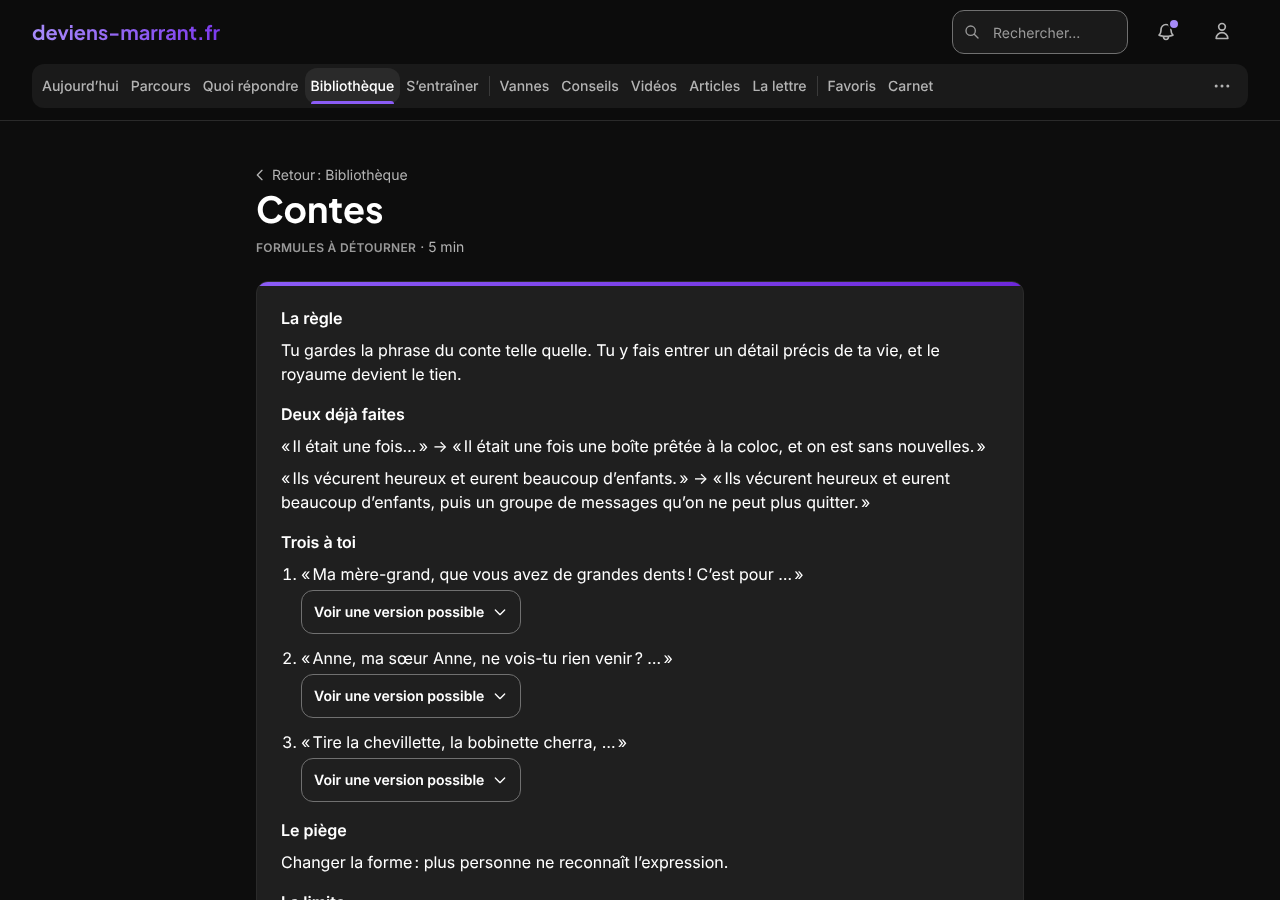 deviens-marrant.fr
Rechercher...
Aujourd’hui Parcours Quoi répondre Bibliothèque S’entraîner Vannes Conseils Vidéos Articles La lettre Favoris Carnet
Retour : Bibliothèque
Contes
FORMULES À DÉTOURNER · 5 min
La règle
Tu gardes la phrase du conte telle quelle. Tu y fais entrer un détail précis de ta vie, et le
royaume devient le tien.
Deux déjà faites
« Il était une fois… » → « Il était une fois une boîte prêtée à la coloc, et on est sans nouvelles. »
« Ils vécurent heureux et eurent beaucoup d’enfants. » → « Ils vécurent heureux et eurent
beaucoup d’enfants, puis un groupe de messages qu’on ne peut plus quitter. »
Trois à toi
1. « Ma mère-grand, que vous avez de grandes dents ! C’est pour … »
Voir une version possible
2. « Anne, ma sœur Anne, ne vois-tu rien venir ? … »
Voir une version possible
3. « Tire la chevillette, la bobinette cherra, … »
Voir une version possible
Le piège
Changer la forme : plus personne ne reconnaît l’expression.
La limite